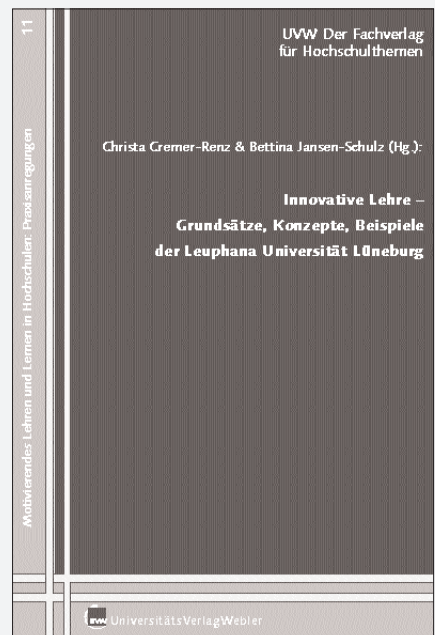 11
Motivierendes Lehren und Lernen in Hochschulen: Praxisanregungen
UVW Der Fachverlag
für Hochschulthemen
Christa Cremer-Renz & Bettina Jansen-Schulz (Hg.):
Innovative Lehre –
Grundsätze, Konzepte, Beispiele
der Leuphana Universität Lüneburg
UVW UniversitätsVerlagWebler